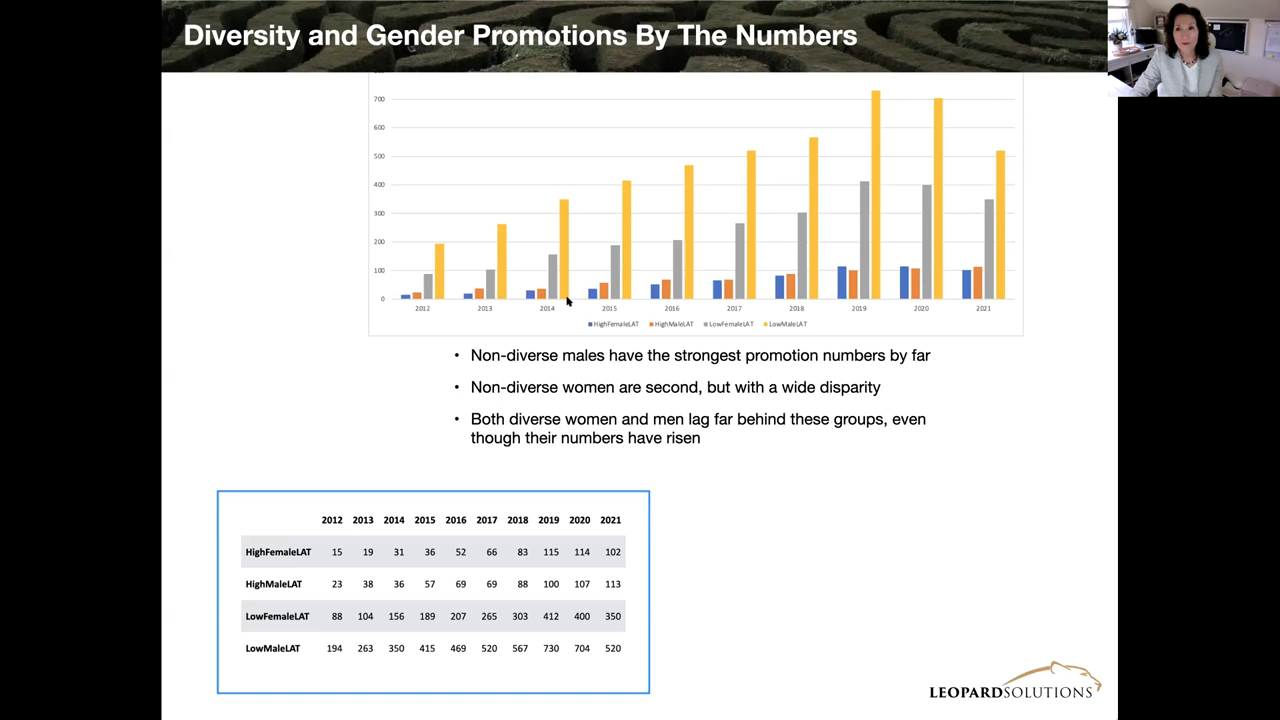 Diversity and Gender Promotions By The Numbers
700
600
500
400
300
200
100
0
2012 2013 2014 2015 2016 2017 2018 2019 2020 2021
HighFemaleLAT HighMaleLAT LowFemaleLAT LowMaleLAT
• Non-diverse males have the strongest promotion numbers by far
• Non-diverse women are second, but with a wide disparity
• Both diverse women and men lag far behind these groups, even
though their numbers have risen
2012 2013 2014 2015 2016 2017 2018 2019 2020 2021
HighFemaleLAT 15 19 31 36 52 66 83 115 114 102
HighMaleLAT 23 38 36 57 69 69 88 100 107 113
LowFemaleLAT 88 104 156 189 207 265 303 412 400 350
LowMaleLAT 194 263 350 415 469 520 567 730 704 520
LEOPARDSOLUTIONS